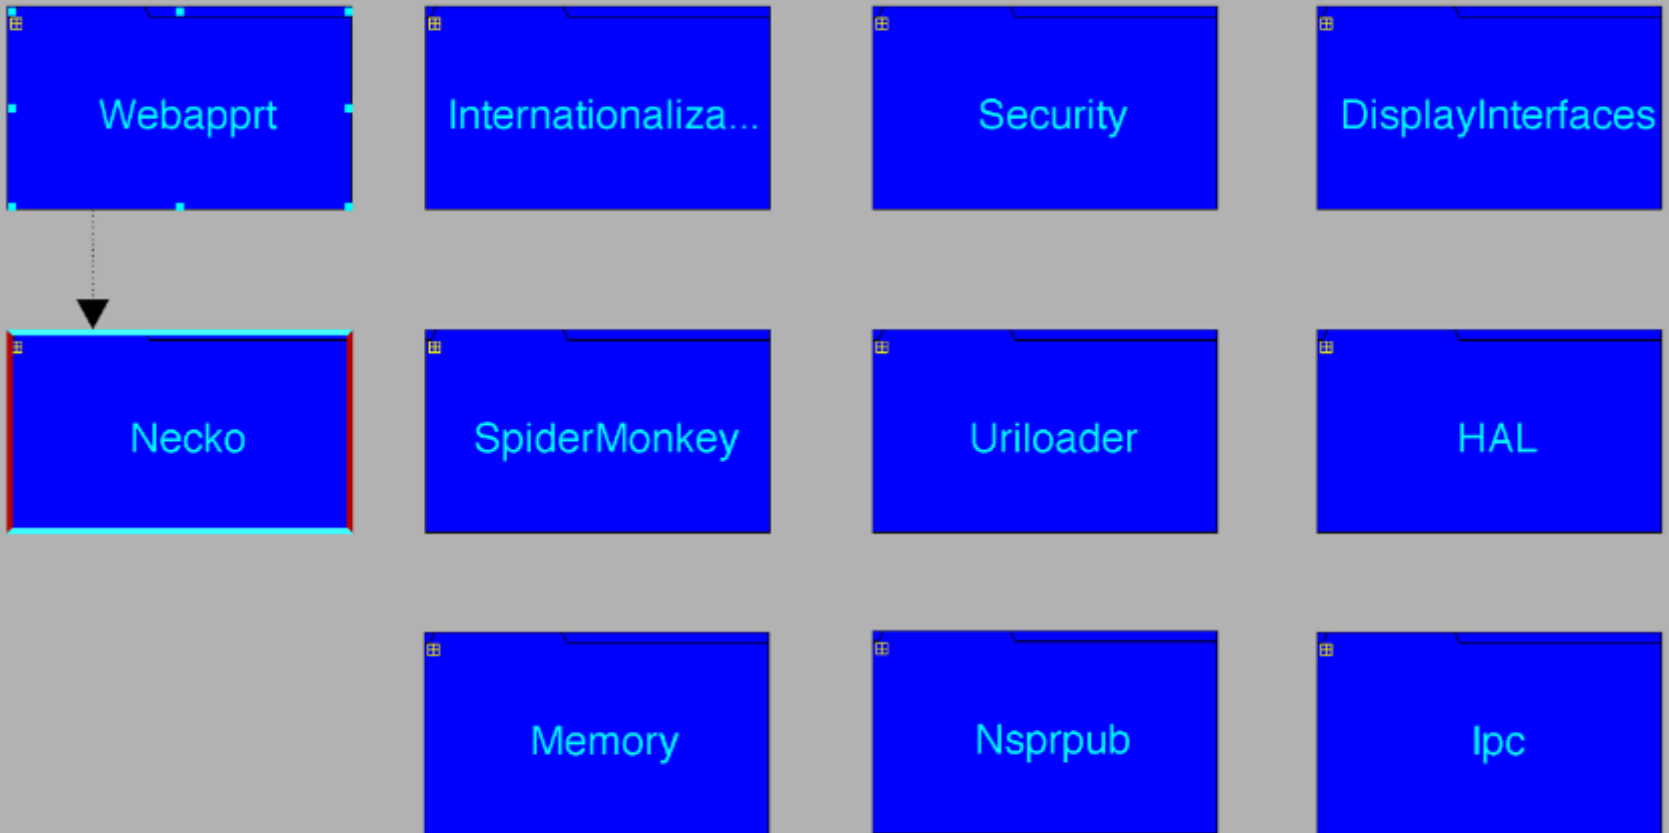 Webapprt
Internationaliza...
Security
DisplayInterfaces
Necko
SpiderMonkey
Uriloader
HAL
Memory
Nsprpub
Ipc